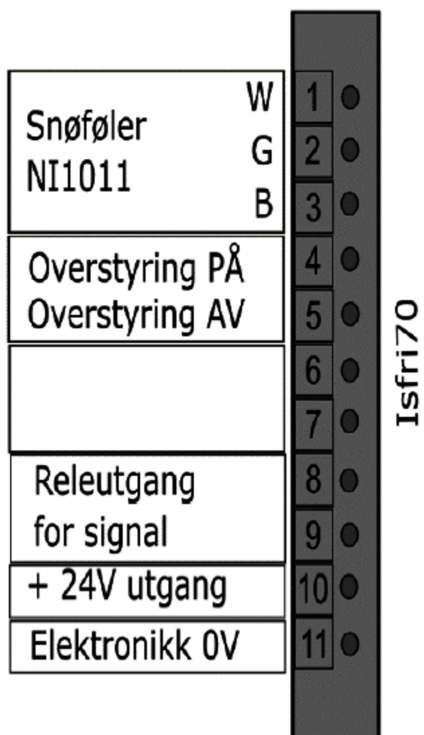 Snøføler
NI1011
W
G
B
Overstyring PÅ
Overstyring AV
Releutgang
for signal
+ 24V utgang
Elektronikk 0V
1
2
3
4
5
6
7
8
9
10
11
Isfri70